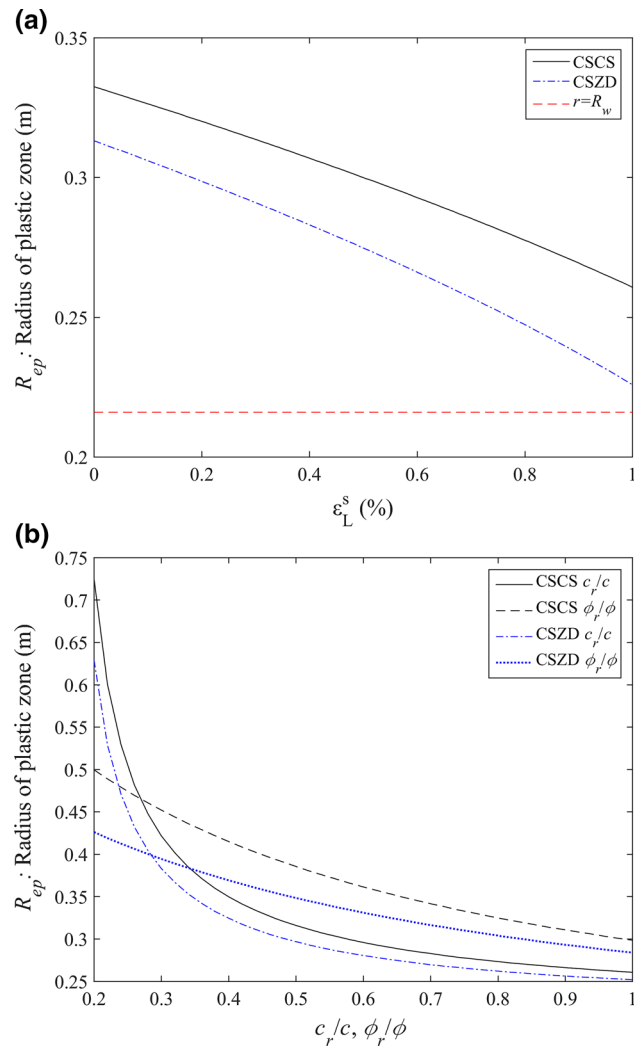 (a)
0.35
0.3
0.25
0.2
R_ep: Radius of plastic zone (m)
CSCS
CSZD
r=R_w
0 0.2 0.4 0.6 0.8 1
ε_L^s (%)
(b)
0.75
0.7
0.65
0.6
0.55
0.5
0.45
0.4
0.35
0.3
0.25
R_ep: Radius of plastic zone (m)
CSCS c_r/c
CSCS ϕ_r/ϕ
CSZD c_r/c
CSZD ϕ_r/ϕ
0.2 0.3 0.4 0.5 0.6 0.7 0.8 0.9 1
c_r/c, ϕ_r/ϕ